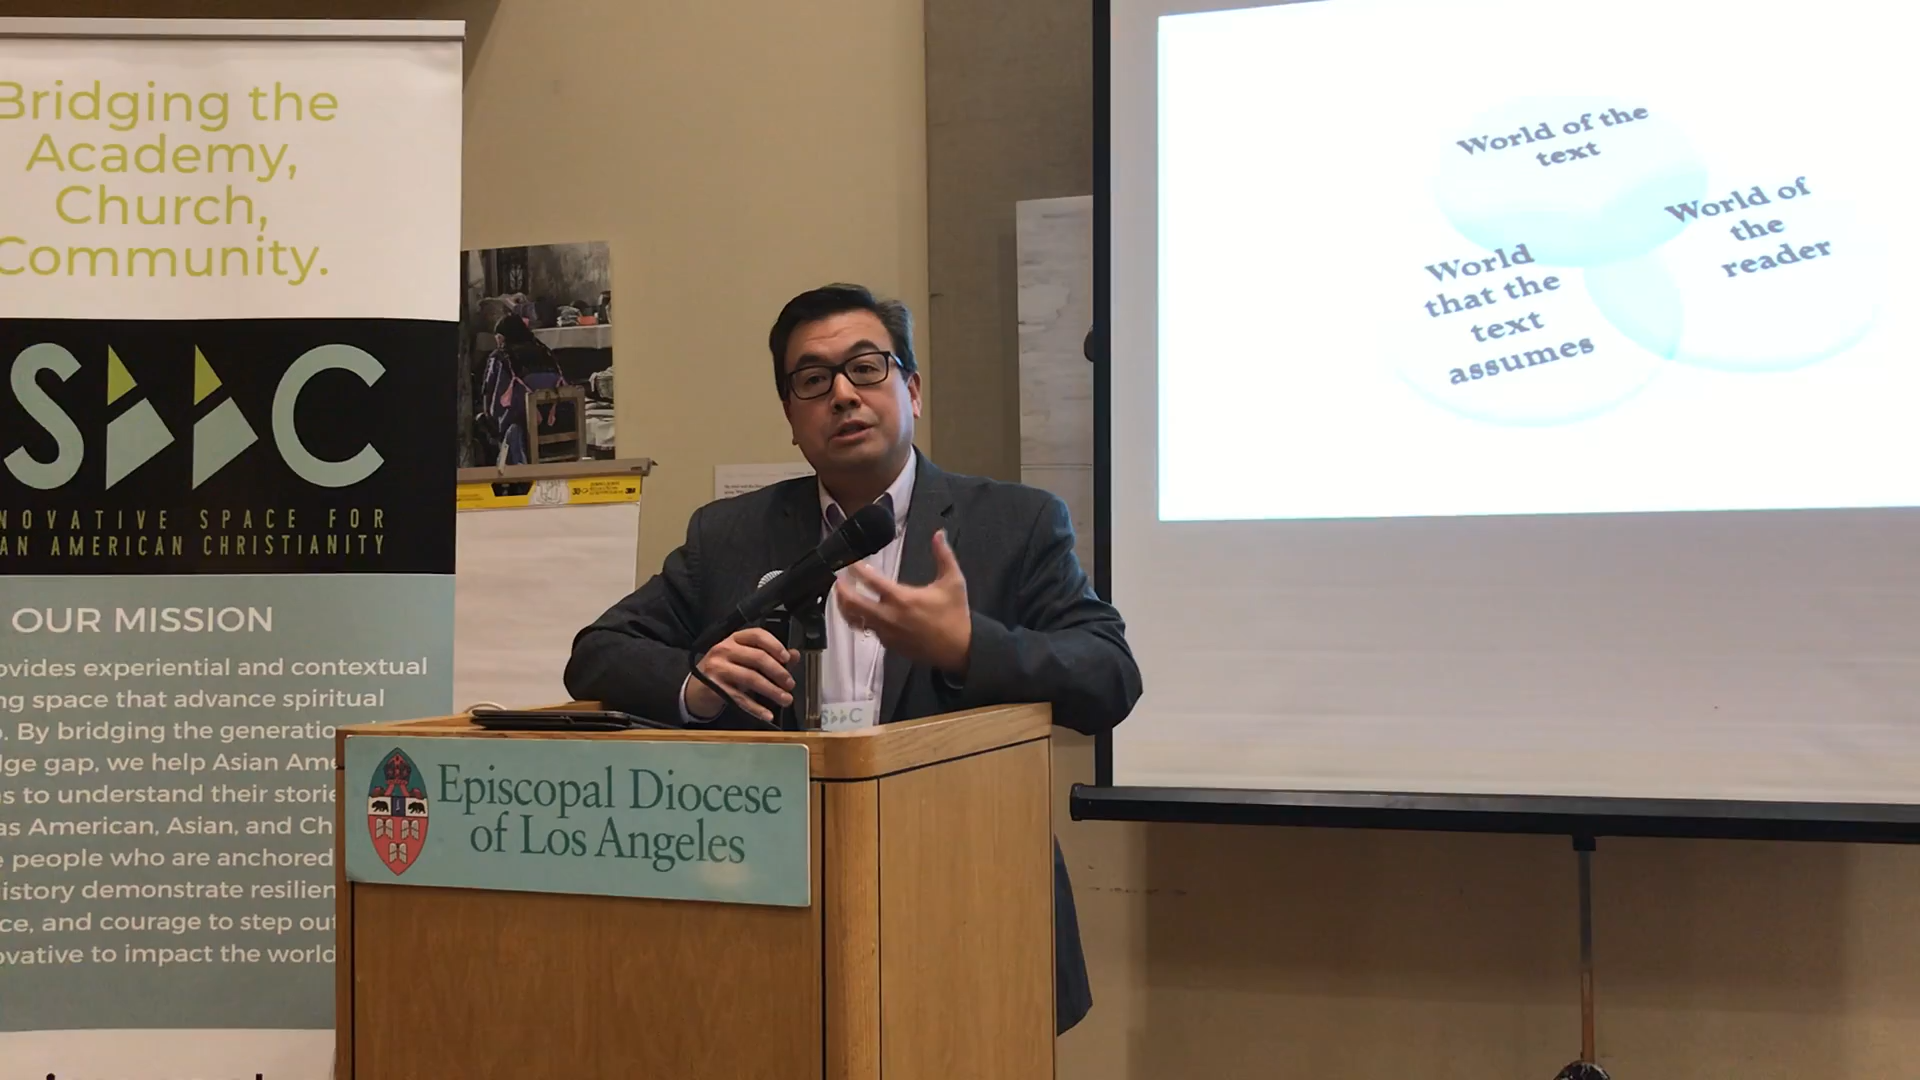 Bridging the
Academy,
Church,
Community.
SAAC
NOVATIVE SPACE FOR
AN AMERICAN CHRISTIANITY
OUR MISSION
ovides experiential and contextual
ng space that advance spiritual
. By bridging the generatio
lge gap, we help Asian Ame
s to understand their storie
as American, Asian, and Ch
e people who are anchored
istory demonstrate resilien
ce, and courage to step out
ovative to impact the world
Episcopal Diocese
of Los Angeles
SAAC
World of the
text
World of
the
reader
World
that the
text
assumes